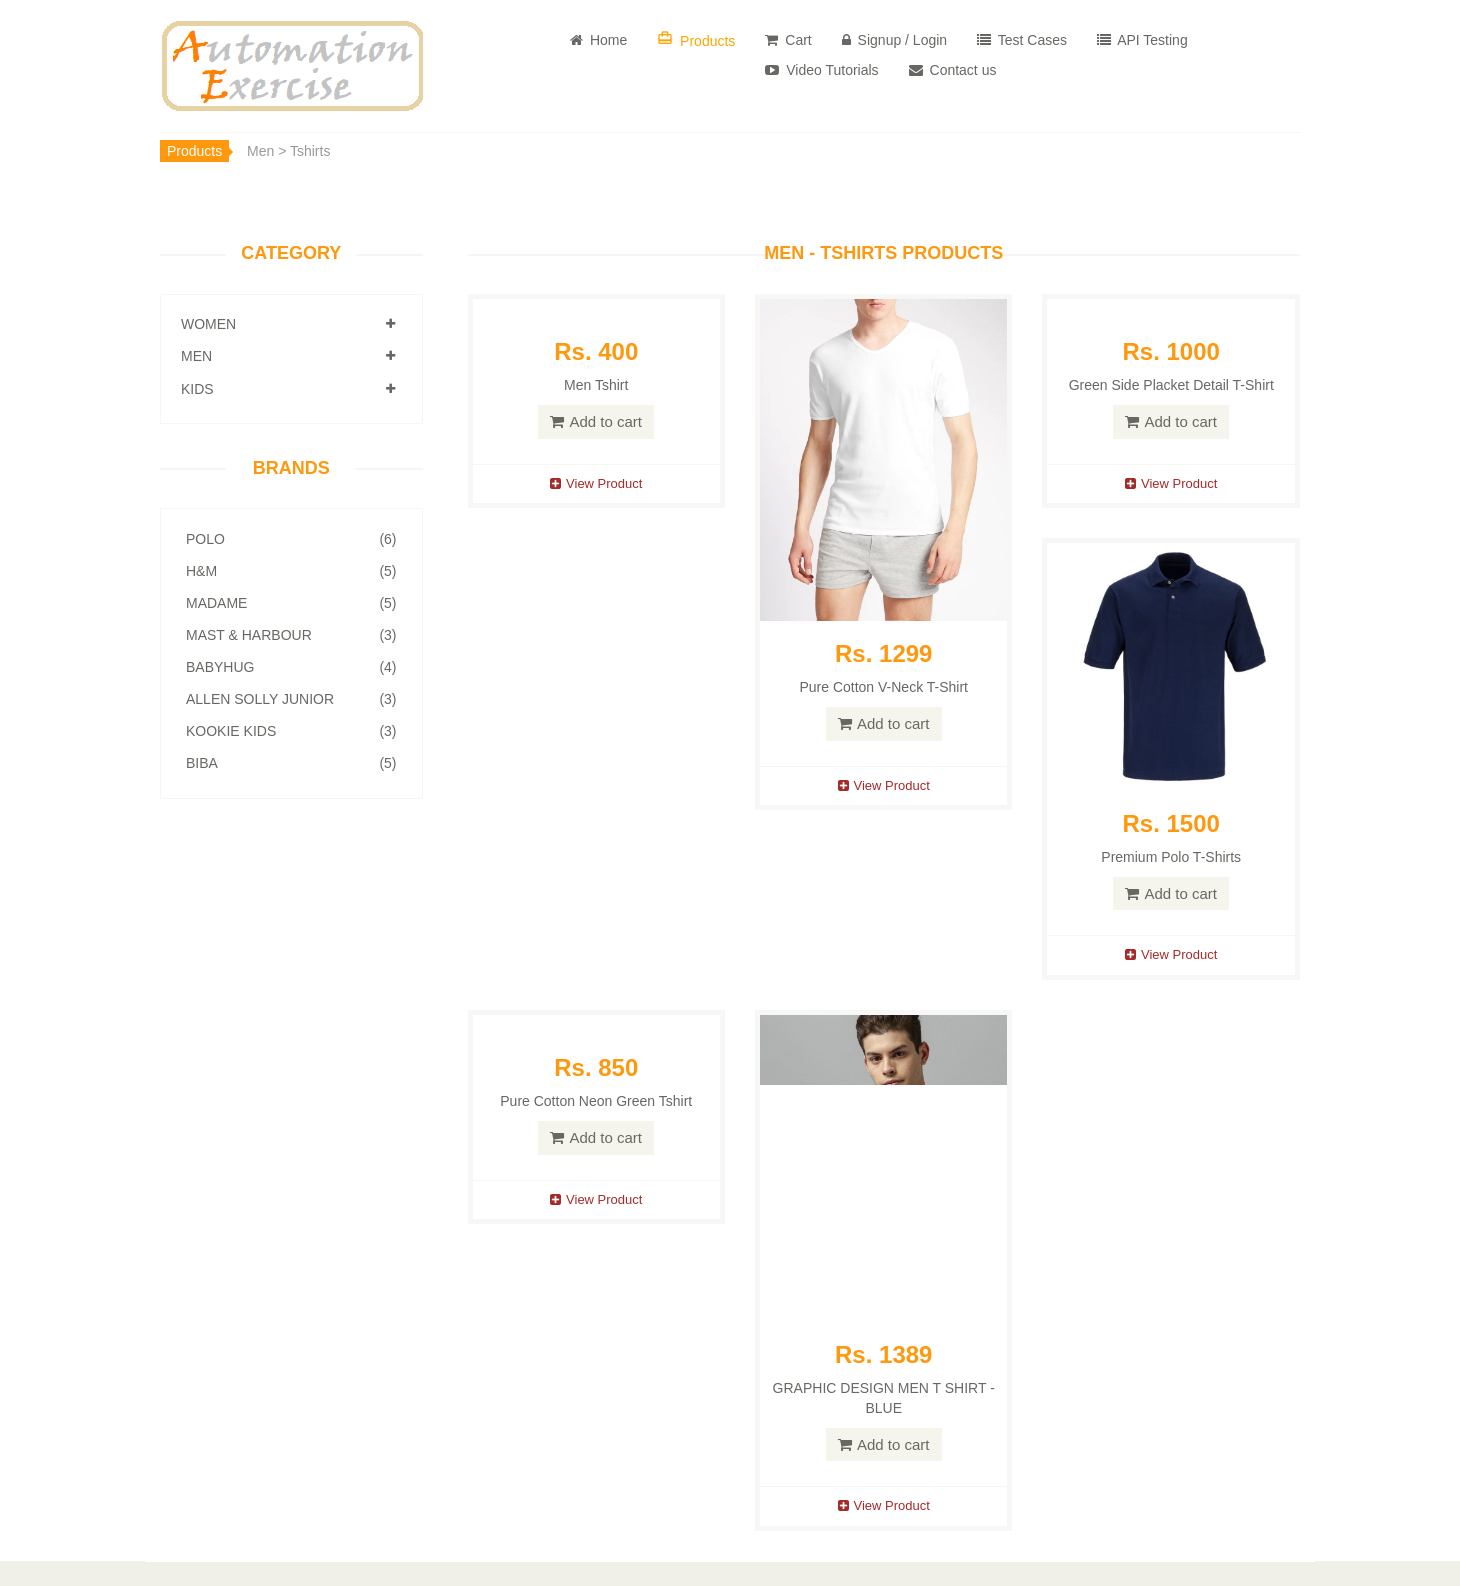 Automation
Exercise
Home
Products
Cart
Signup / Login
Test Cases
API Testing
Video Tutorials
Contact us
Products
Men > Tshirts
CATEGORY
WOMEN
MEN
KIDS
BRANDS
POLO (6)
H&M (5)
MADAME (5)
MAST & HARBOUR (3)
BABYHUG (4)
ALLEN SOLLY JUNIOR (3)
KOOKIE KIDS (3)
BIBA (5)
MEN - TSHIRTS PRODUCTS
Rs. 400
Men Tshirt
Add to cart
View Product
Rs. 1299
Pure Cotton V-Neck T-Shirt
Add to cart
View Product
Rs. 1000
Green Side Placket Detail T-Shirt
Add to cart
View Product
Rs. 1500
Premium Polo T-Shirts
Add to cart
View Product
Rs. 850
Pure Cotton Neon Green Tshirt
Add to cart
View Product
Rs. 1389
GRAPHIC DESIGN MEN T SHIRT -
BLUE
Add to cart
View Product